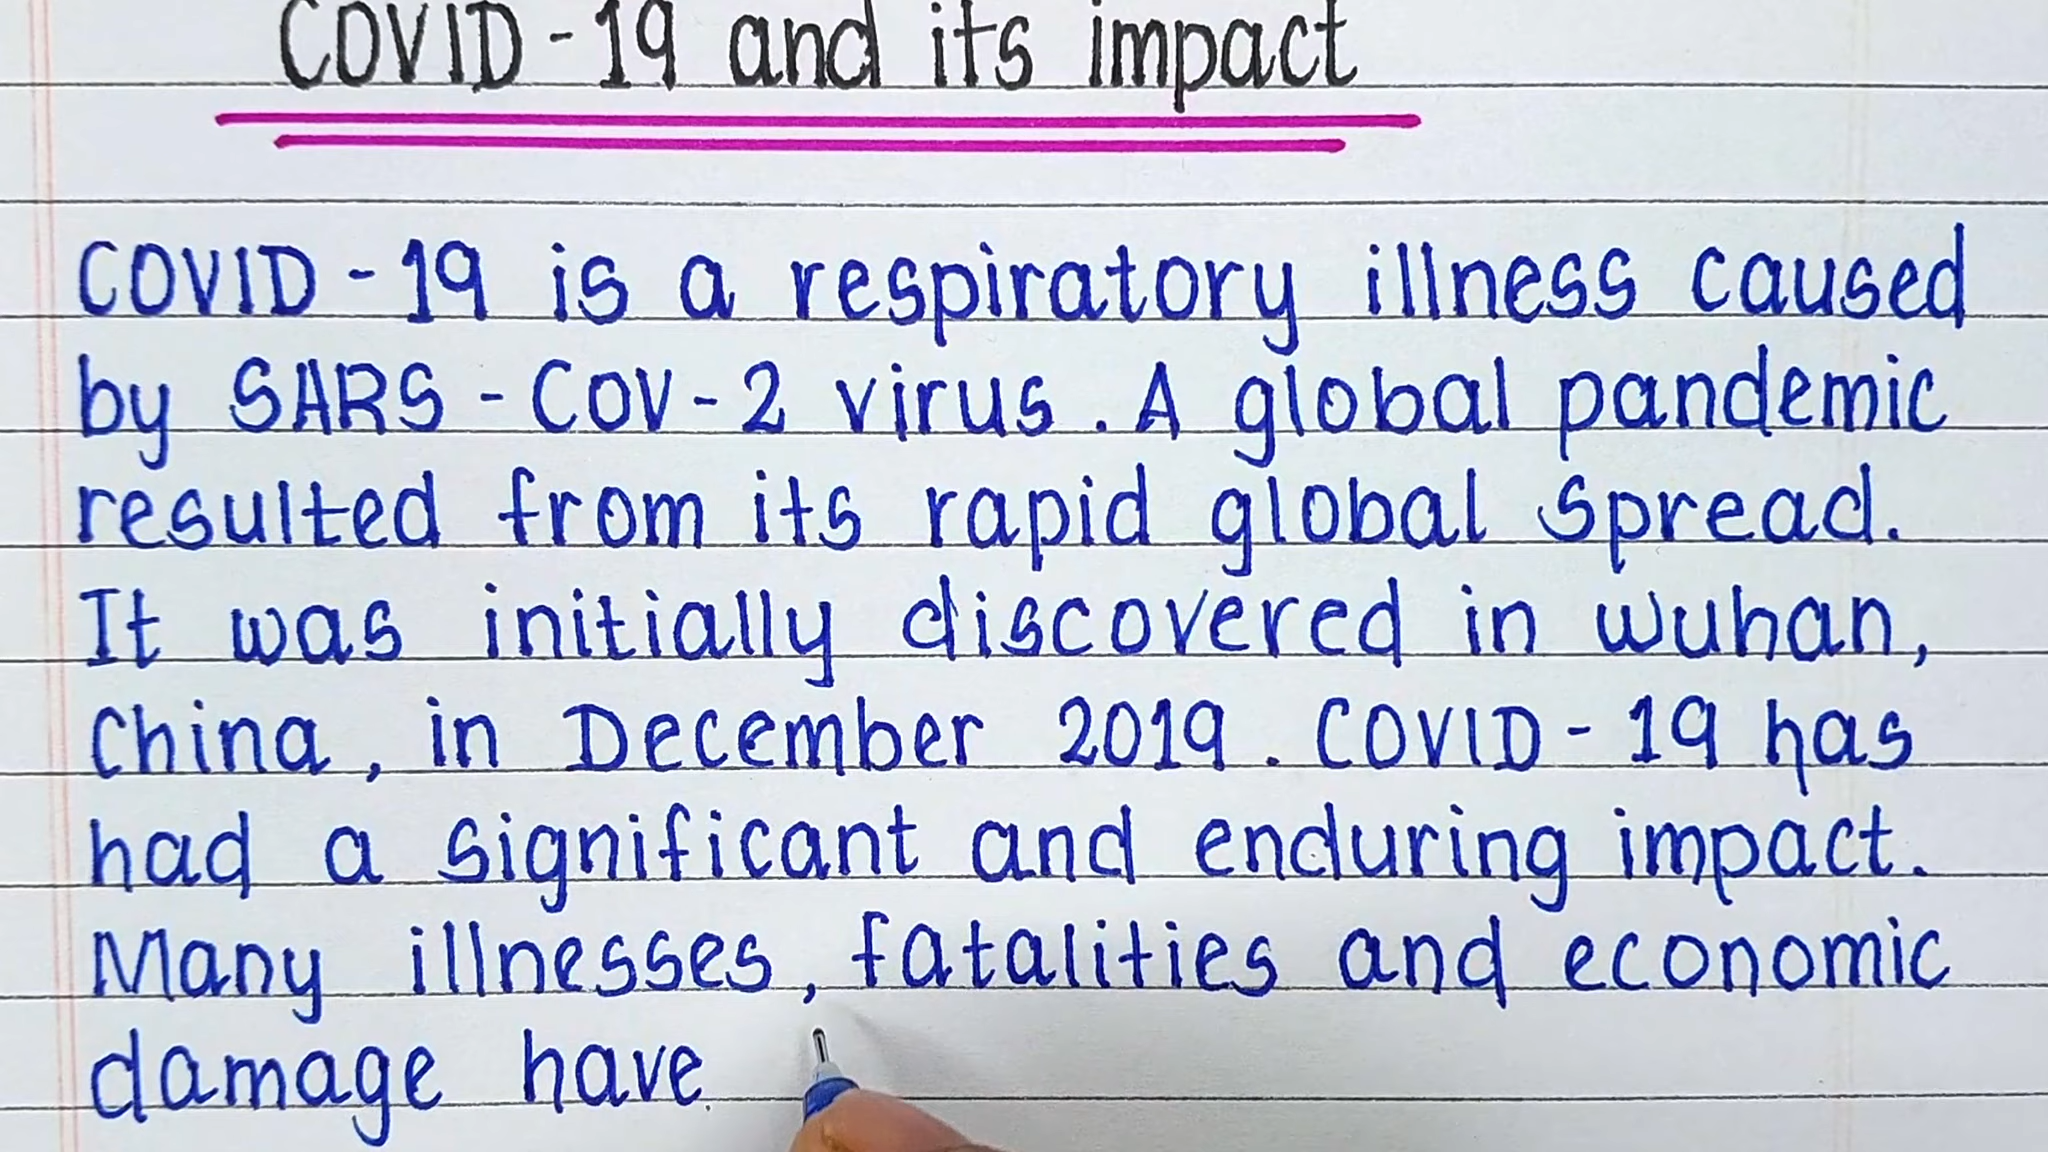 COVID-19 and its impact
COVID-19 is a respiratory illness caused
by SARS-COV-2 virus. A global pandemic
resulted from its rapid global spread.
It was initially discovered in wuhan,
China, in December 2019. COVID-19 has
had a significant and enduring impact.
Many illnesses, fatalities and economic
damage have